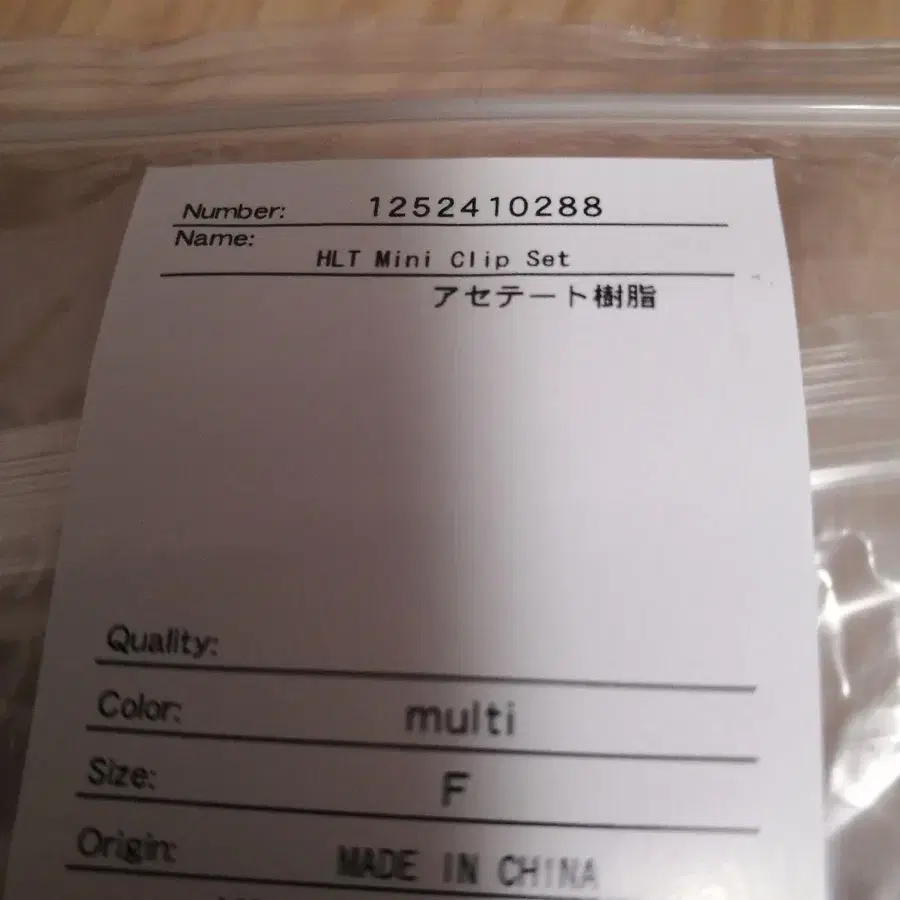 Number: 1252410288
Name:
HLT Mini Clip Set
アセテート樹脂
Quality:
Color: multi
Size: F
Origin: MADE IN CHINA